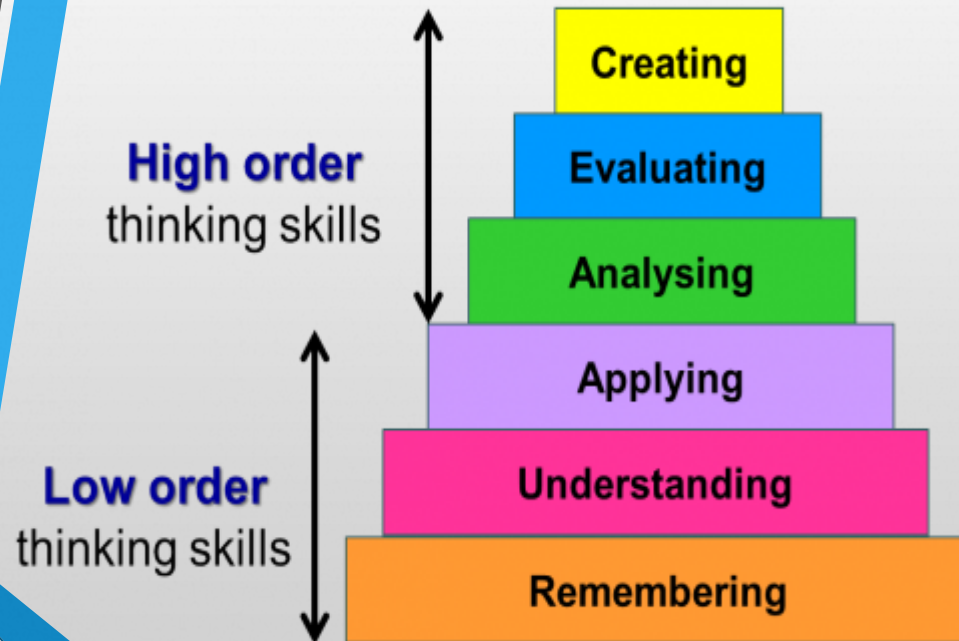 Creating
Evaluating
High order
thinking skills
Analysing
Applying
Understanding
Low order
thinking skills
Remembering